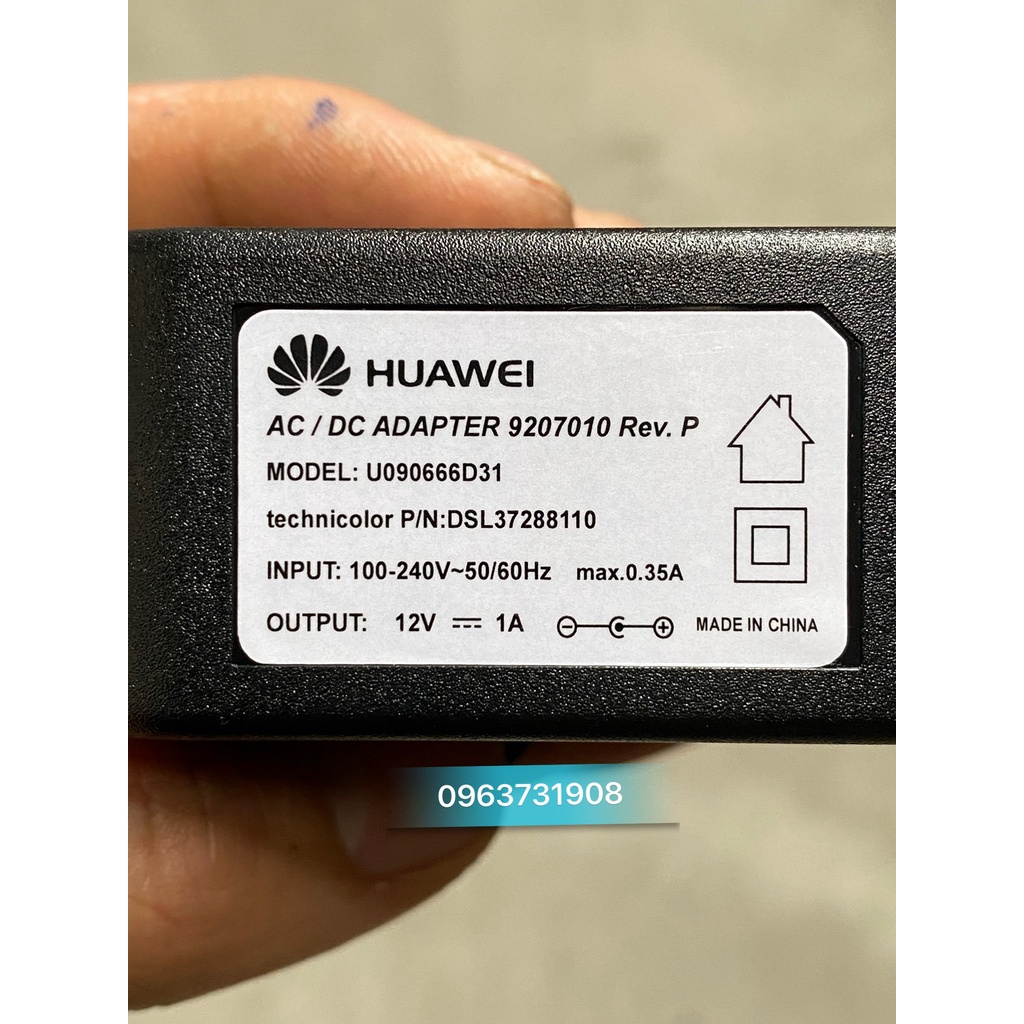 HUAWEI
AC / DC ADAPTER 9207010 Rev. P
MODEL: U090666D31
technicolor P/N:DSL37288110
INPUT: 100-240V~50/60Hz max.0.35A
OUTPUT: 12V ⎓ 1A MADE IN CHINA
0963731908